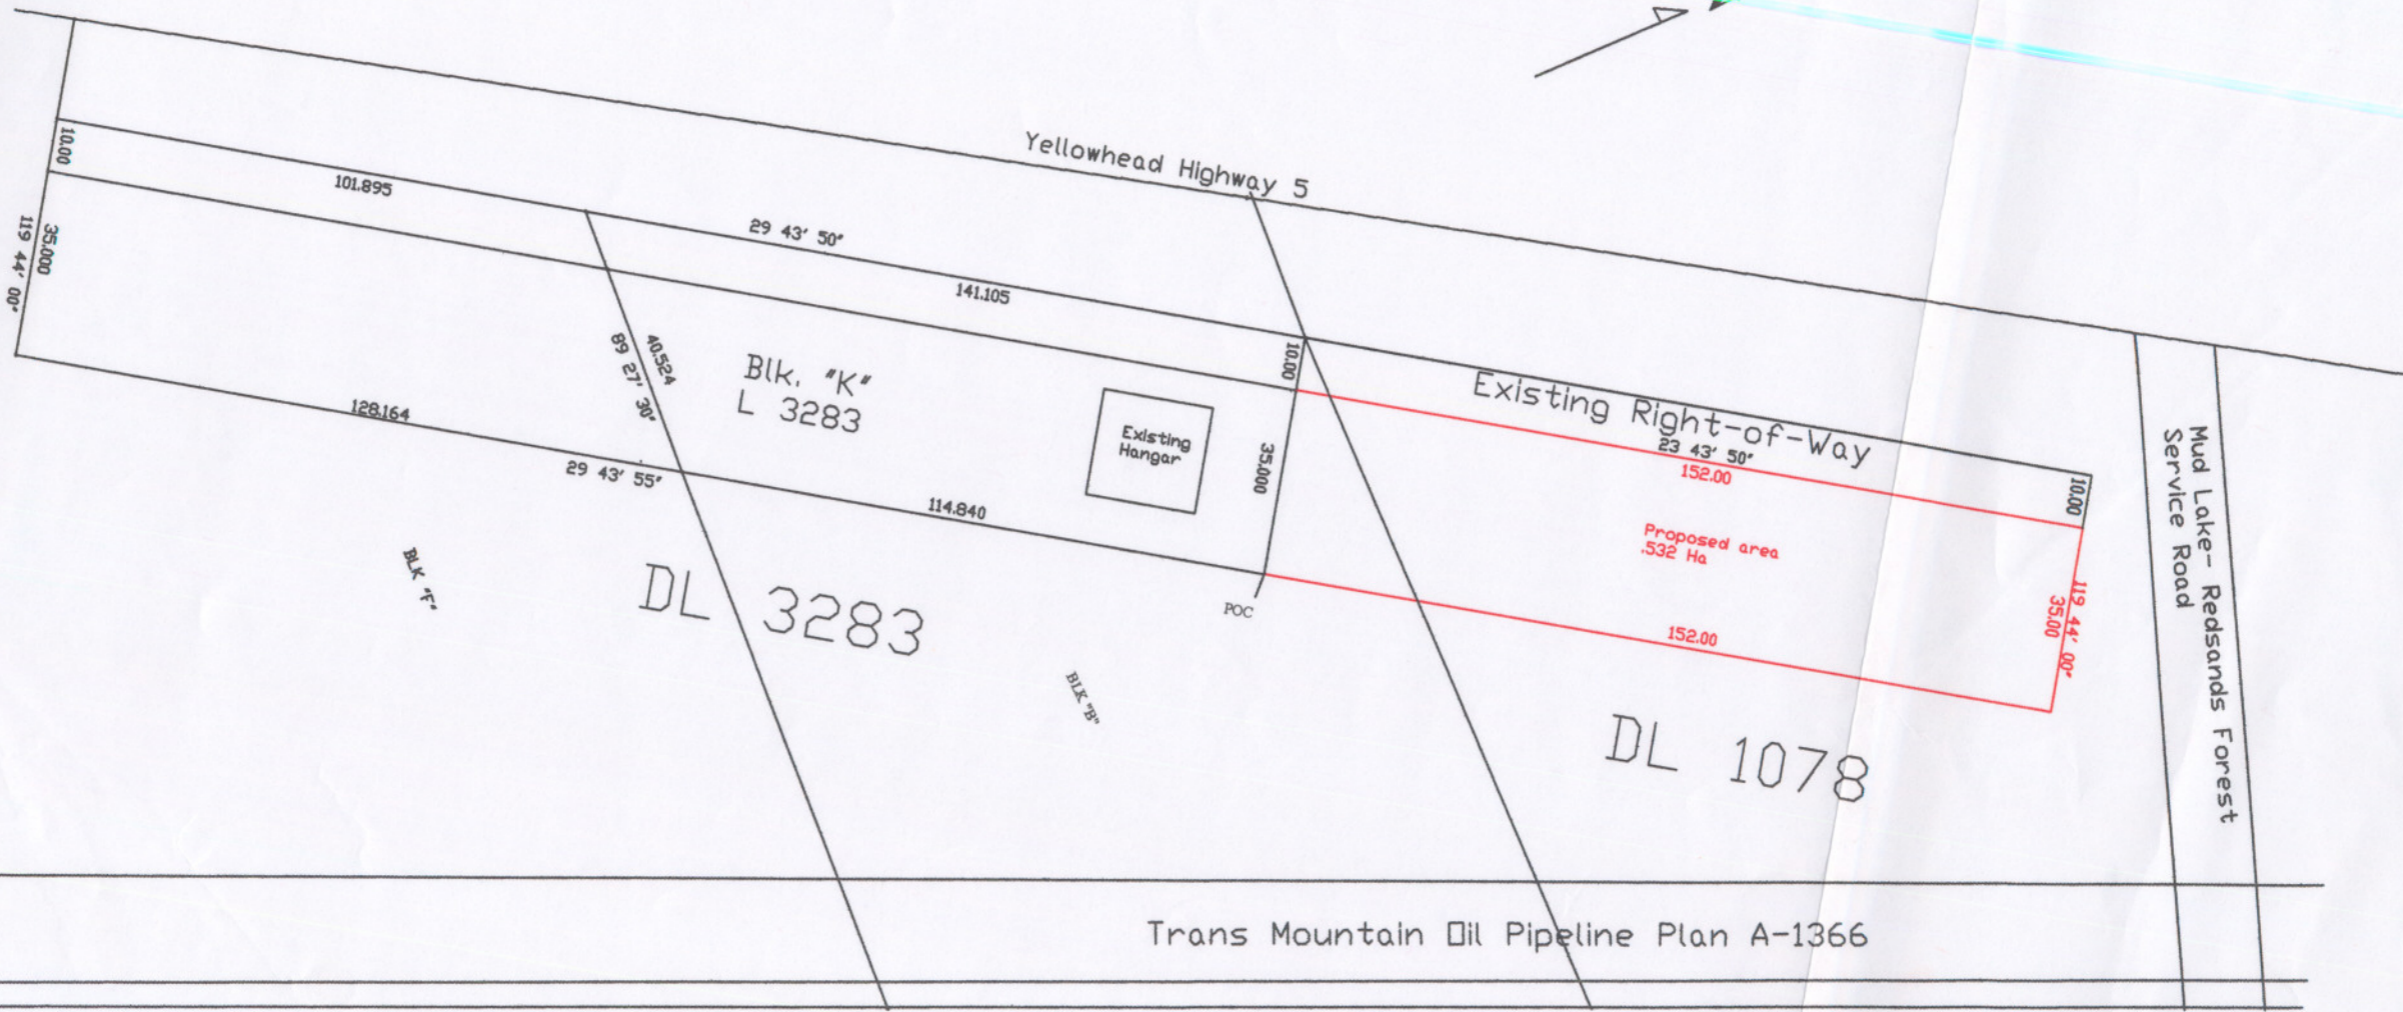 Yellowhead Highway 5
10.00
101.895
29 43' 50"
141.105
35.000
119 44' 00"
40.524
89 27' 30"
Blk. "K"
L 3283
Existing
Hangar
10.00
35.000
128.164
29 43' 55"
114.840
POC
BLK "F"
DL 3283
BLK "B"
Existing Right-of-Way
23 43' 50"
152.00
10.00
Proposed area
.532 Ha
119 44' 00"
35.00
152.00
DL 1078
Mud Lake- Redsands Forest
Service Road
Trans Mountain Oil Pipeline Plan A-1366